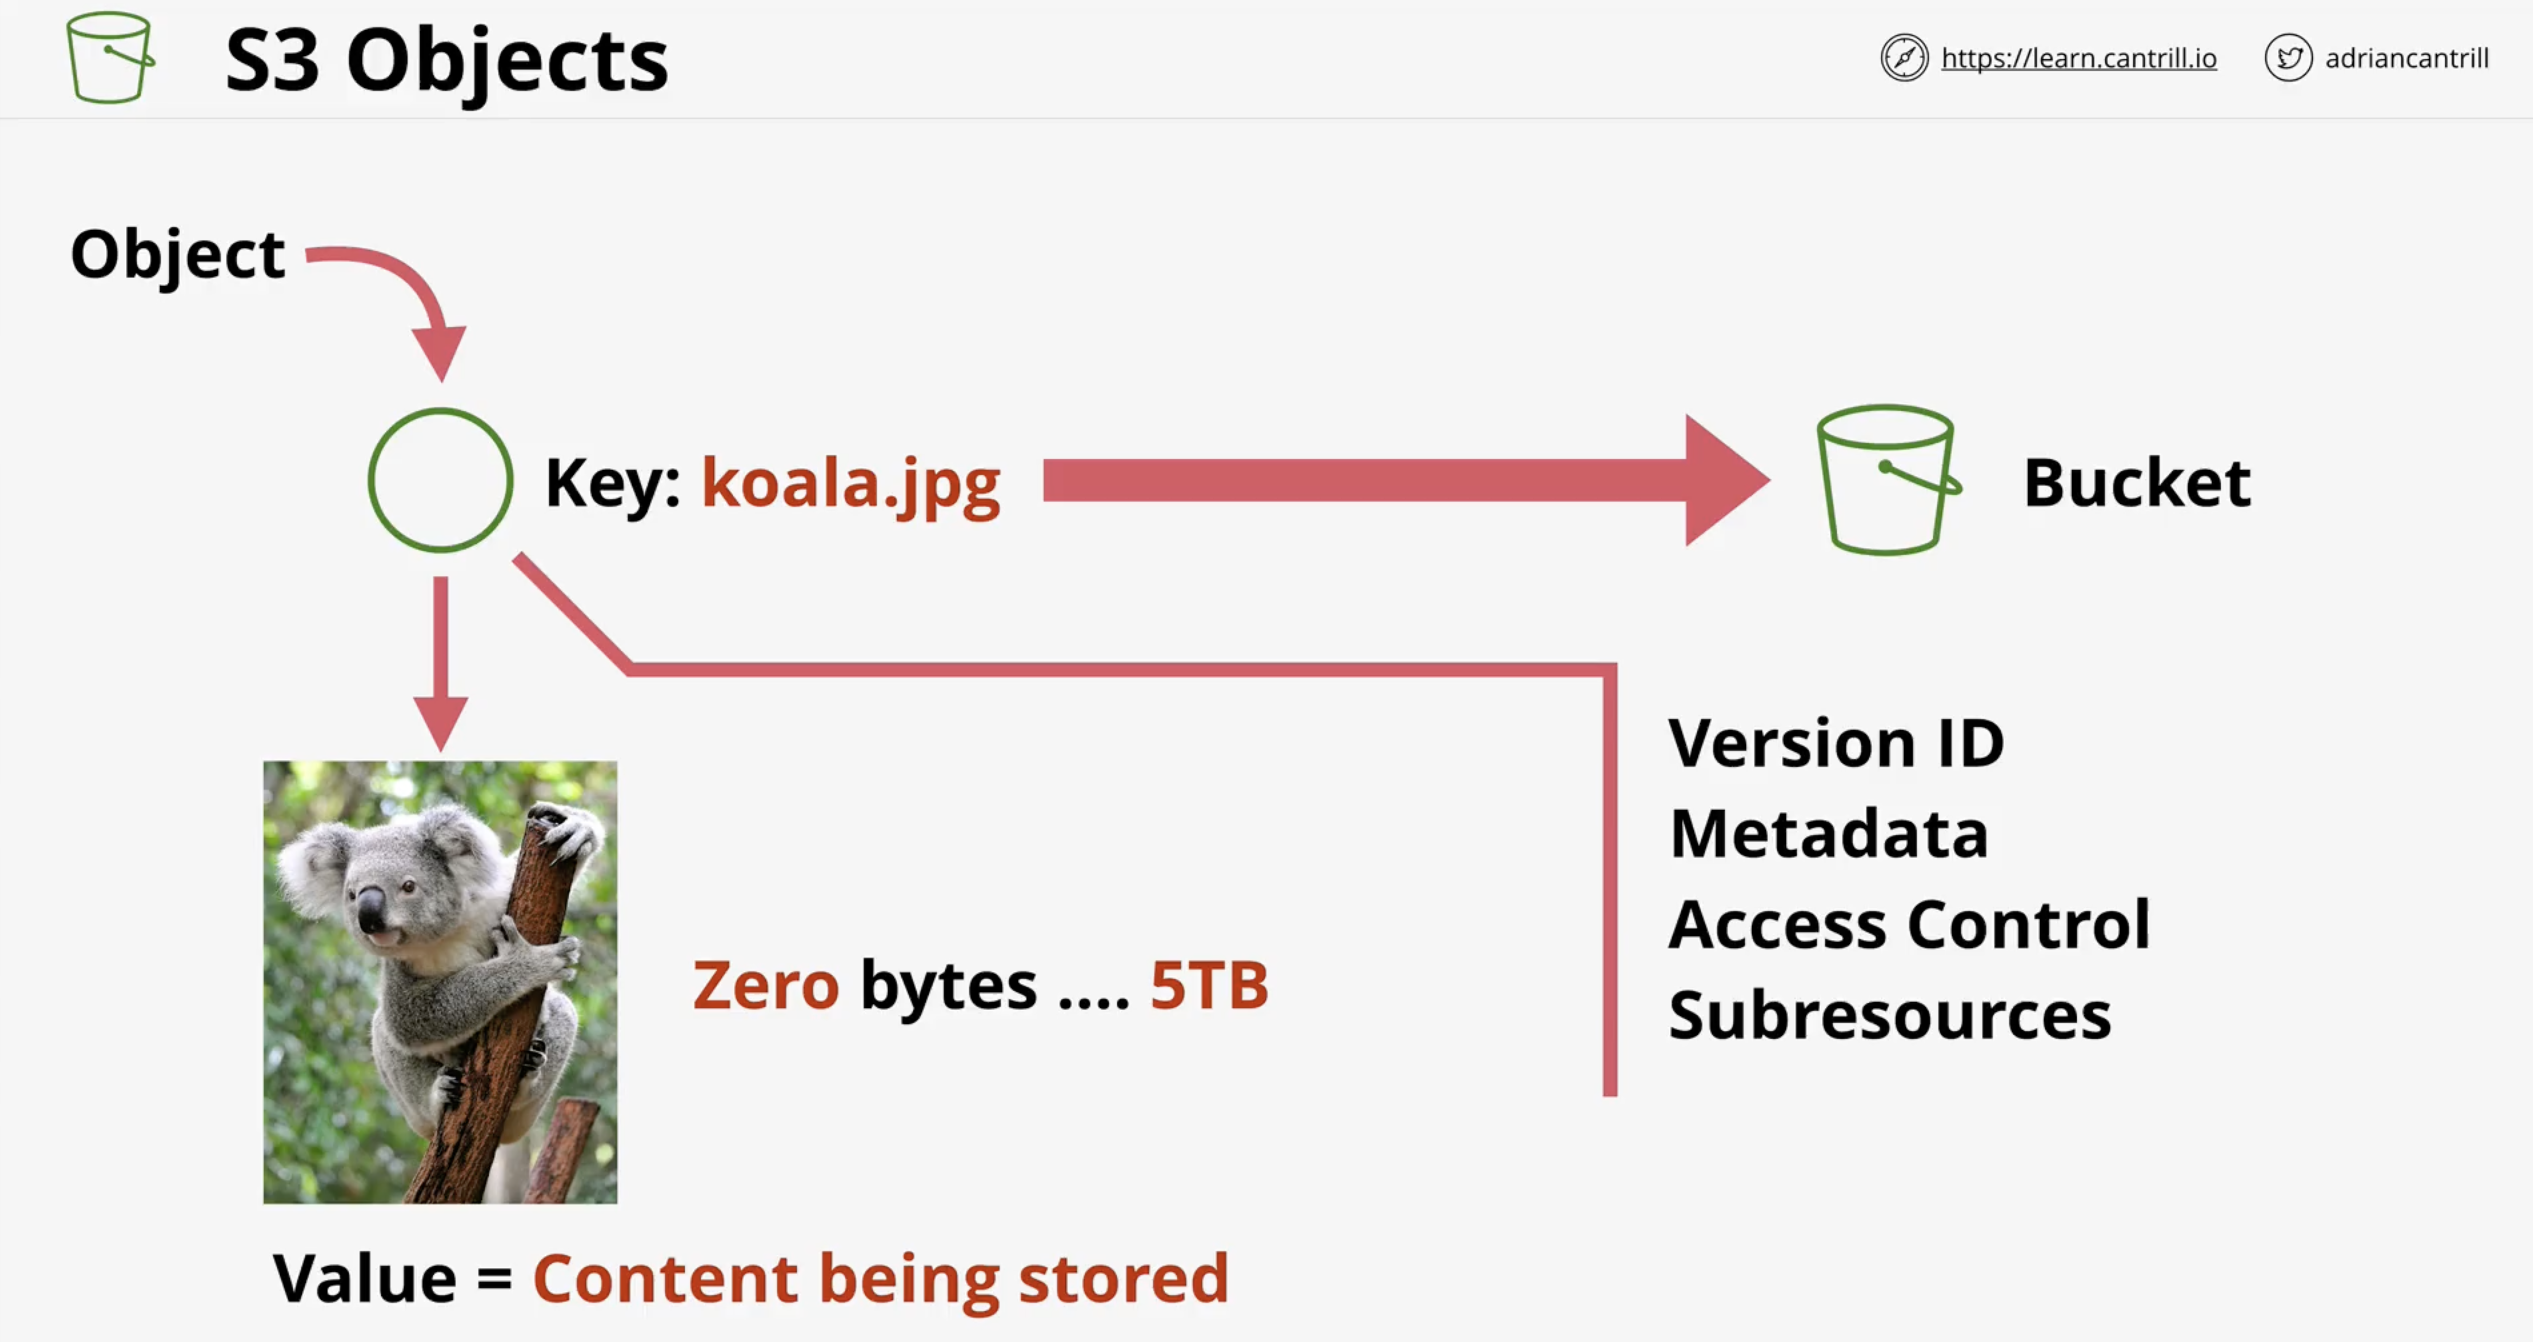 S3 Objects
https://learn.cantrill.io
adriancantrill
Object
Key: koala.jpg
Bucket
Version ID
Metadata
Access Control
Subresources
Zero bytes .... 5TB
Value = Content being stored